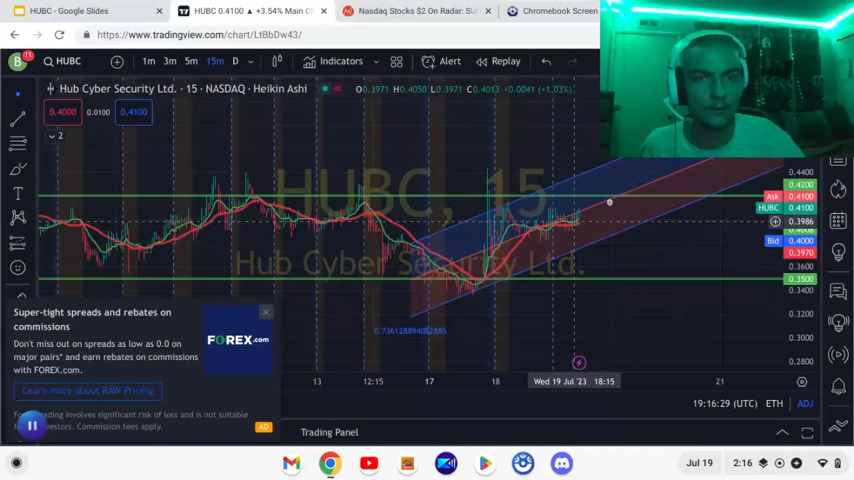 HUBC - Google Slides
HUBC 0.4100 ▲ +3.54% Main Ch
Nasdaq Stocks $2 On Radar: SU
Chromebook Screen
https://www.tradingview.com/chart/LtBbDw43/
B 11
HUBC
1m 3m 5m 15m D
Indicators
Alert
Replay
Hub Cyber Security Ltd. · 15 · NASDAQ · Heikin Ashi
O0.3971 H0.4050 L0.3971 C0.4013 +0.0041 (+1.03%)
0.4000 0.0100 0.4100
2
HUBC, 15
Hub Cyber Security Ltd.
0.4400
0.4200
Ask 0.4100
HUBC 0.4100
0.3986
Bid 0.4000
0.3970
0.3600
0.3500
0.3400
0.3200
0.3000
0.2800
0.736128894082885
Super-tight spreads and rebates on
commissions
Don't miss out on spreads as low as 0.0 on
major pairs* and earn rebates on commissions
with FOREX.com.
FOREX.com
Learn more about RAW Pricing
trading involves significant risk of loss and is not suitable
investors. Commission fees apply.
AD
13 12:15 17 18 Wed 19 Jul '23 18:15 21
19:16:29 (UTC) ETH ADJ
Trading Panel
Jul 19 2:16